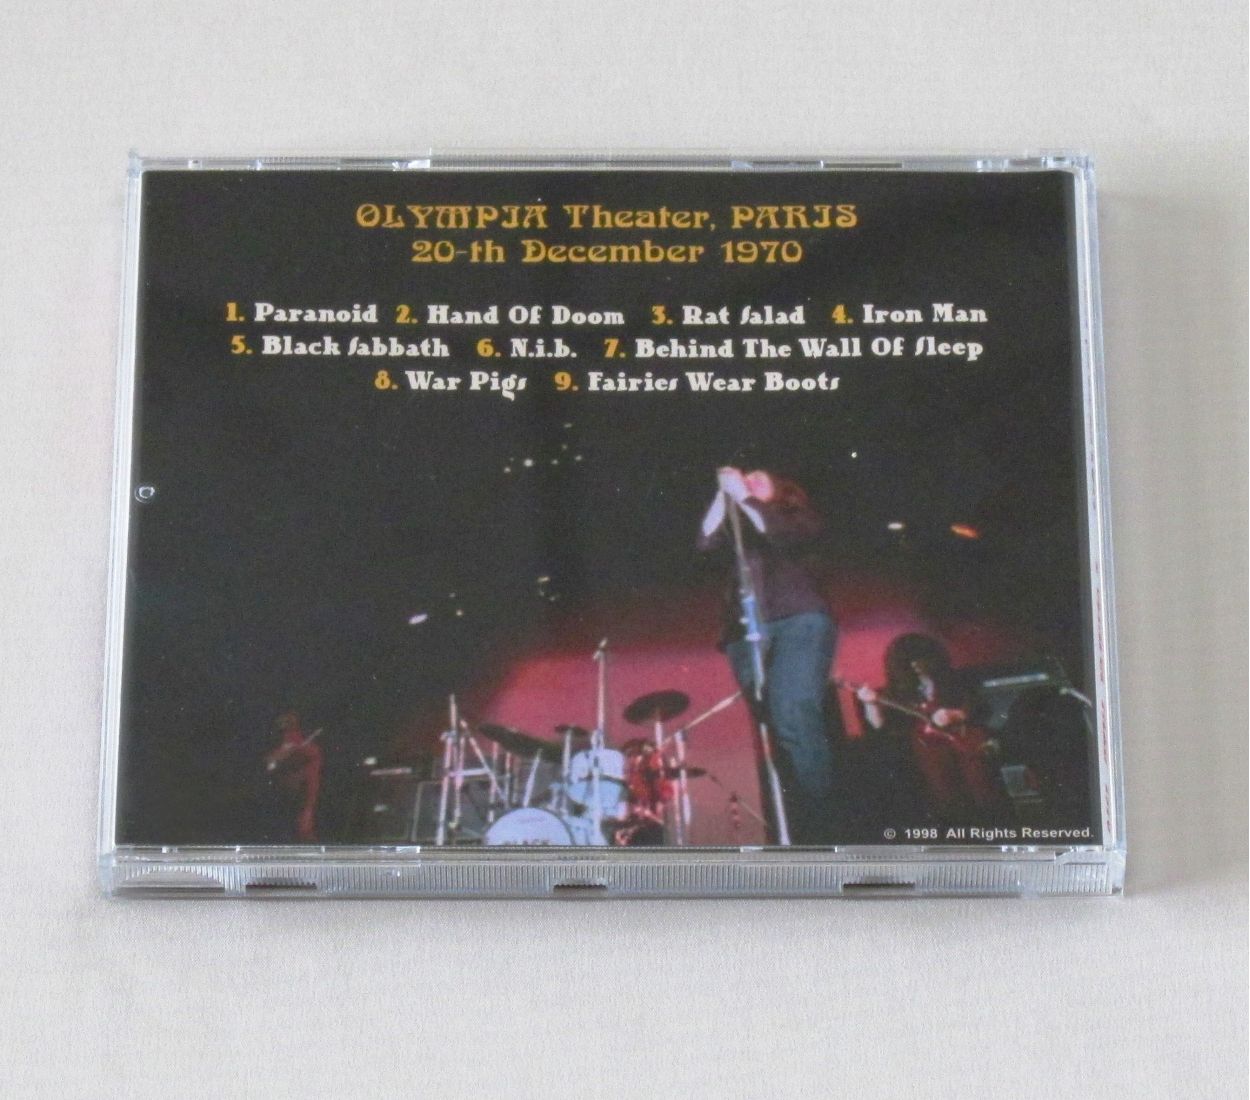 OLYMPIA Theater, PARIS
20-th December 1970
1. Paranoid 2. Hand Of Doom 3. Rat Salad 4. Iron Man
5. Black Sabbath 6. N.i.b. 7. Behind The Wall Of Sleep
8. War Pigs 9. Fairies Wear Boots
© 1998 All Rights Reserved.